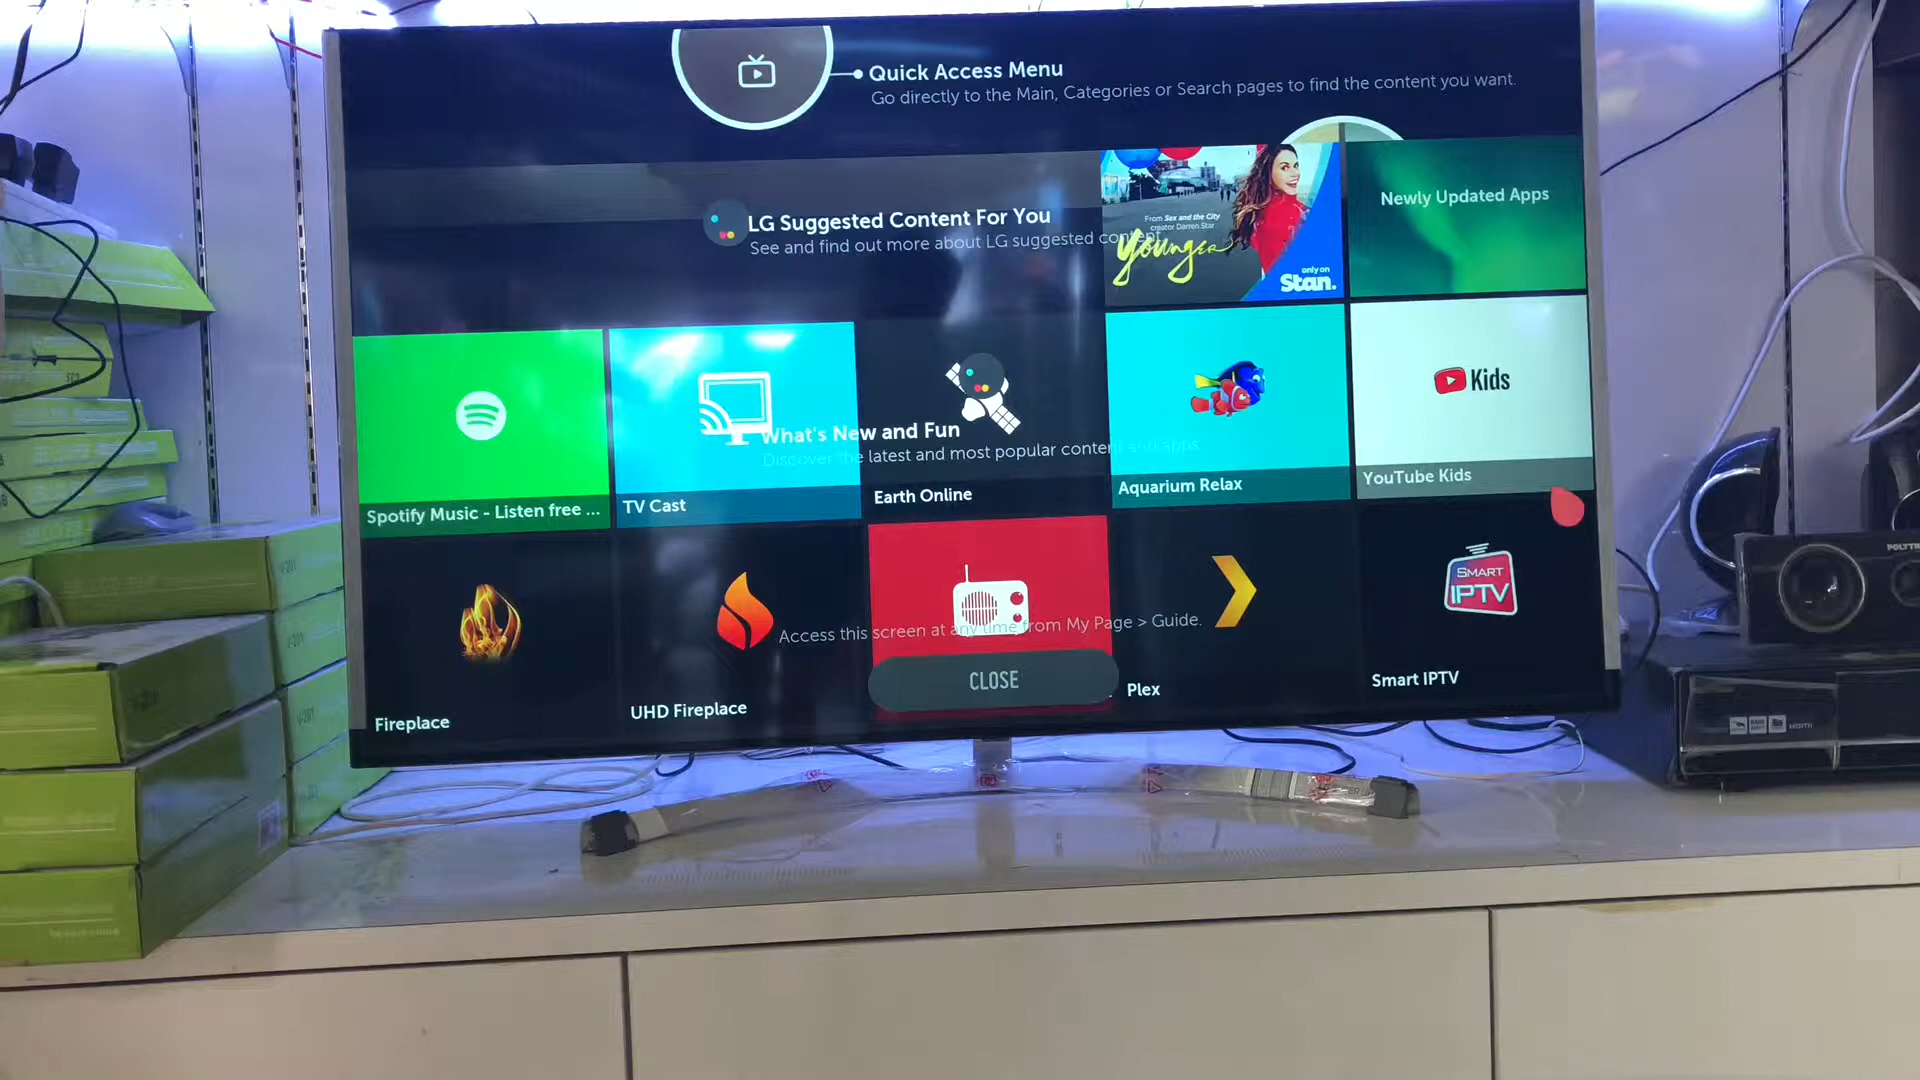 Quick Access Menu
Go directly to the Main, Categories or Search pages to find the content you want.
LG Suggested Content For You
See and find out more about LG suggested content.
From Sex and the City
creator Darren Star
Younger
only on
Stan.
Newly Updated Apps
Kids
What's New and Fun
Discover the latest and most popular content and apps.
Spotify Music - Listen free ...
TV Cast
Earth Online
Aquarium Relax
YouTube Kids
SMART
IPTV
Access this screen at any time from My Page > Guide.
CLOSE
Fireplace
UHD Fireplace
Plex
Smart IPTV
HDMI